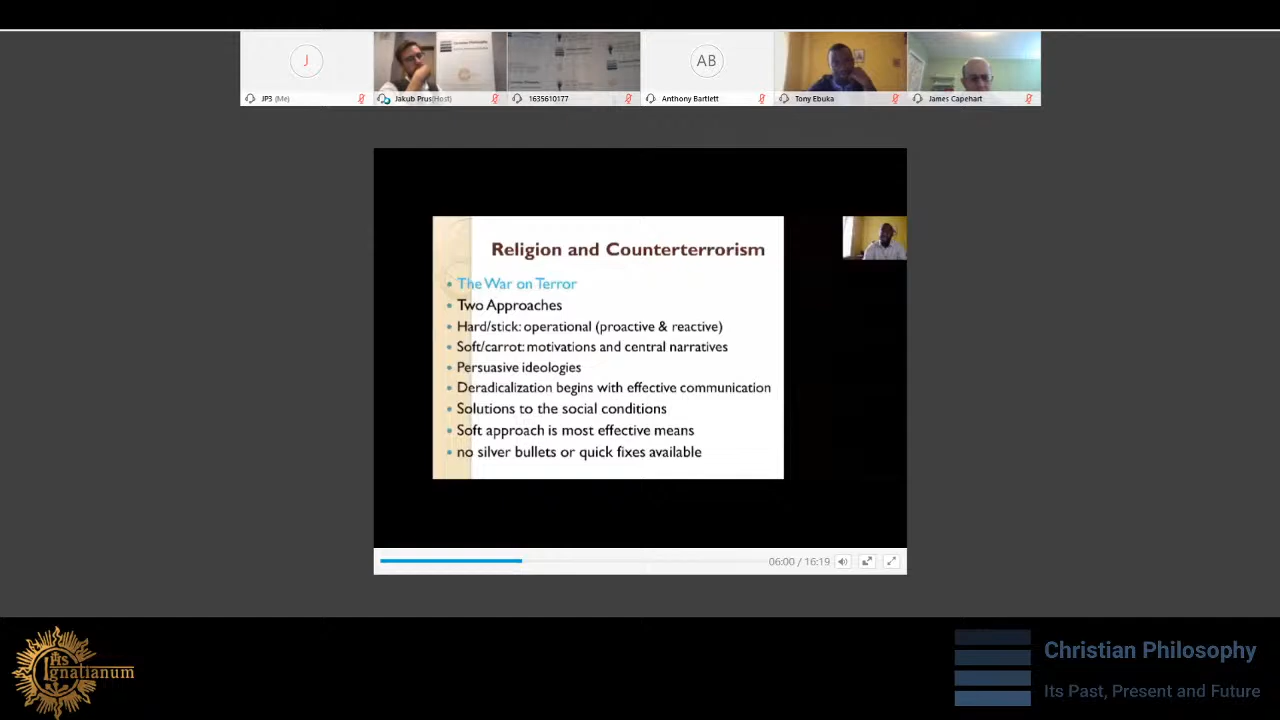 J
AB
JP3 (Me)
Jakub Prus(Host)
1635610177
Anthony Bartlett
Tony Ebuka
James Capehart
Religion and Counterterrorism
• The War on Terror
• Two Approaches
• Hard/stick: operational (proactive & reactive)
• Soft/carrot: motivations and central narratives
• Persuasive ideologies
• Deradicalization begins with effective communication
• Solutions to the social conditions
• Soft approach is most effective means
• no silver bullets or quick fixes available
06:00 / 16:19
IHS
Ignatianum
Christian Philosophy
Its Past, Present and Future